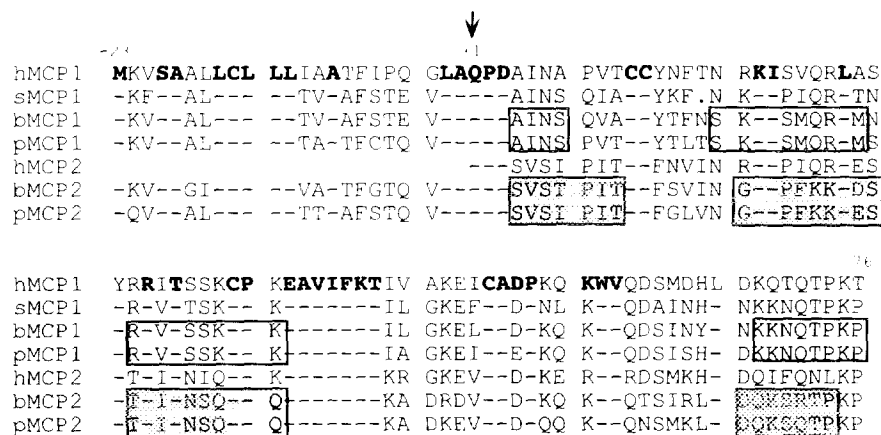 -23 1
hMCP1 MKVSAALLCL LLIAATFIPQ GLAQPDAINA PVTCCYNFTN RKISVQRLAS
sMCP1 -KF--AL--- --TV-AFSTE V-----AINS QIA--YKF.N K--PIQR-TN
bMCP1 -K---AL--- --TV-AFSTE V-----AINS QVA--YTFNS K--SMQR-MN
pMCP1 -K---AL--- --TA-TFCTQ V-----AINS PVT--YTLTS K--SMQR-MS
hMCP2 ---SVSI PIT--FNVIN R--PIQR-ES
bMCP2 -KV--GI--- --VA-TFGTQ V-----SVST PIT--FSVIN G--PFKK-DS
pMCP2 -QV--AL--- --TT-AFSTQ V-----SVSI PIT--FGLVN G--PFKK-ES
76
hMCP1 YRRITSSKCP KEAVIFKTIV AKEICADPKQ KWVQDSMDHL DKQTQTPKT
sMCP1 -R-V-TSK-- K------IL GKEF--D-NL K--QDAINH- NKKNQTPKP
bMCP1 -R-V-SSK-- K------IL GKEL--D-KQ K--QDSINY- NKKNQTPKP
pMCP1 -R-V-SSK-- K------IA GKEI--E-KQ K--QDSISH- DKKNQTPKP
hMCP2 -T-I-NIQ-- K------KR GKEV--D-KE R--RDSMKH- DQIFQNLKP
bMCP2 -T-I-NSQ-- Q------KA DRDV--D-KQ K--QTSIRL- DQKSRTPKP
pMCP2 -T-I-NSQ-- Q------KA DKEV--D-QQ K--QNSMKL- DQKSQTPKP